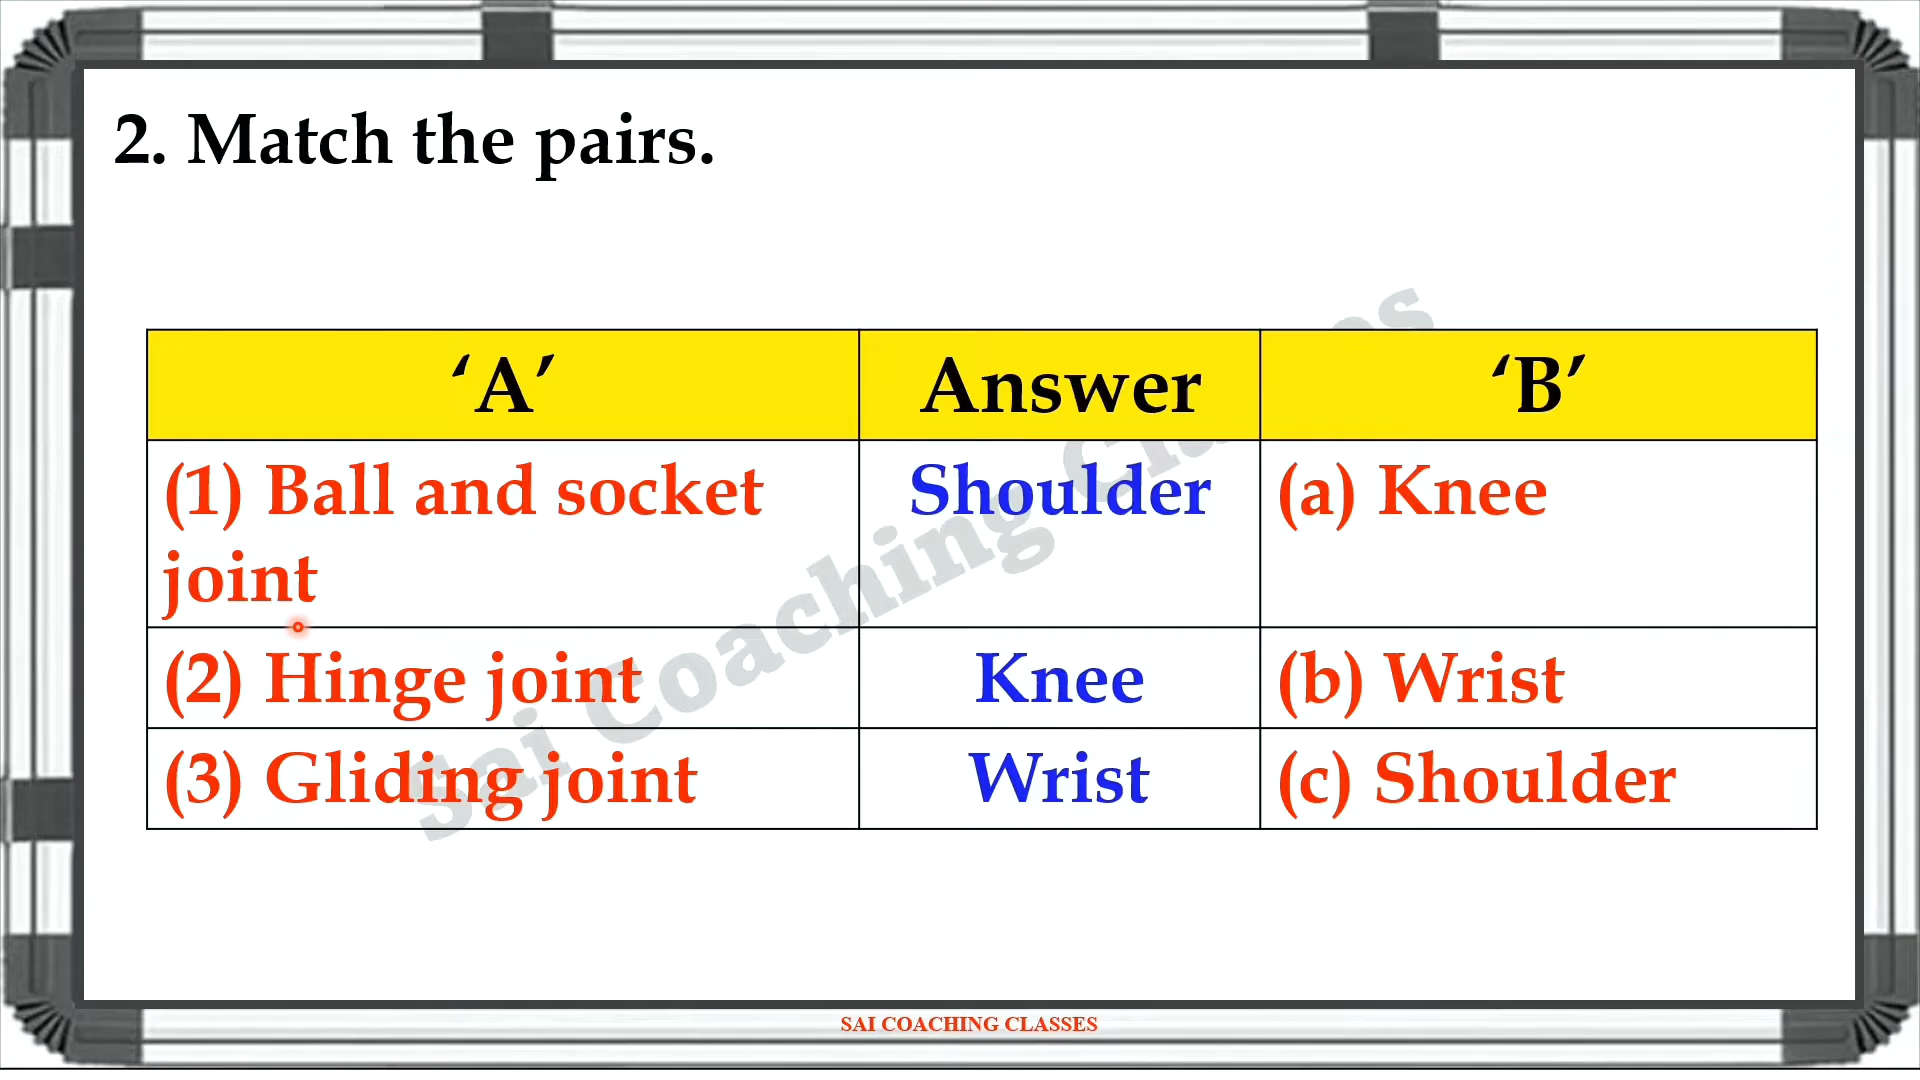 2. Match the pairs.
‘A’ Answer ‘B’
(1) Ball and socket Shoulder (a) Knee
joint
(2) Hinge joint Knee (b) Wrist
(3) Gliding joint Wrist (c) Shoulder
Sai Coaching Classes
SAI COACHING CLASSES